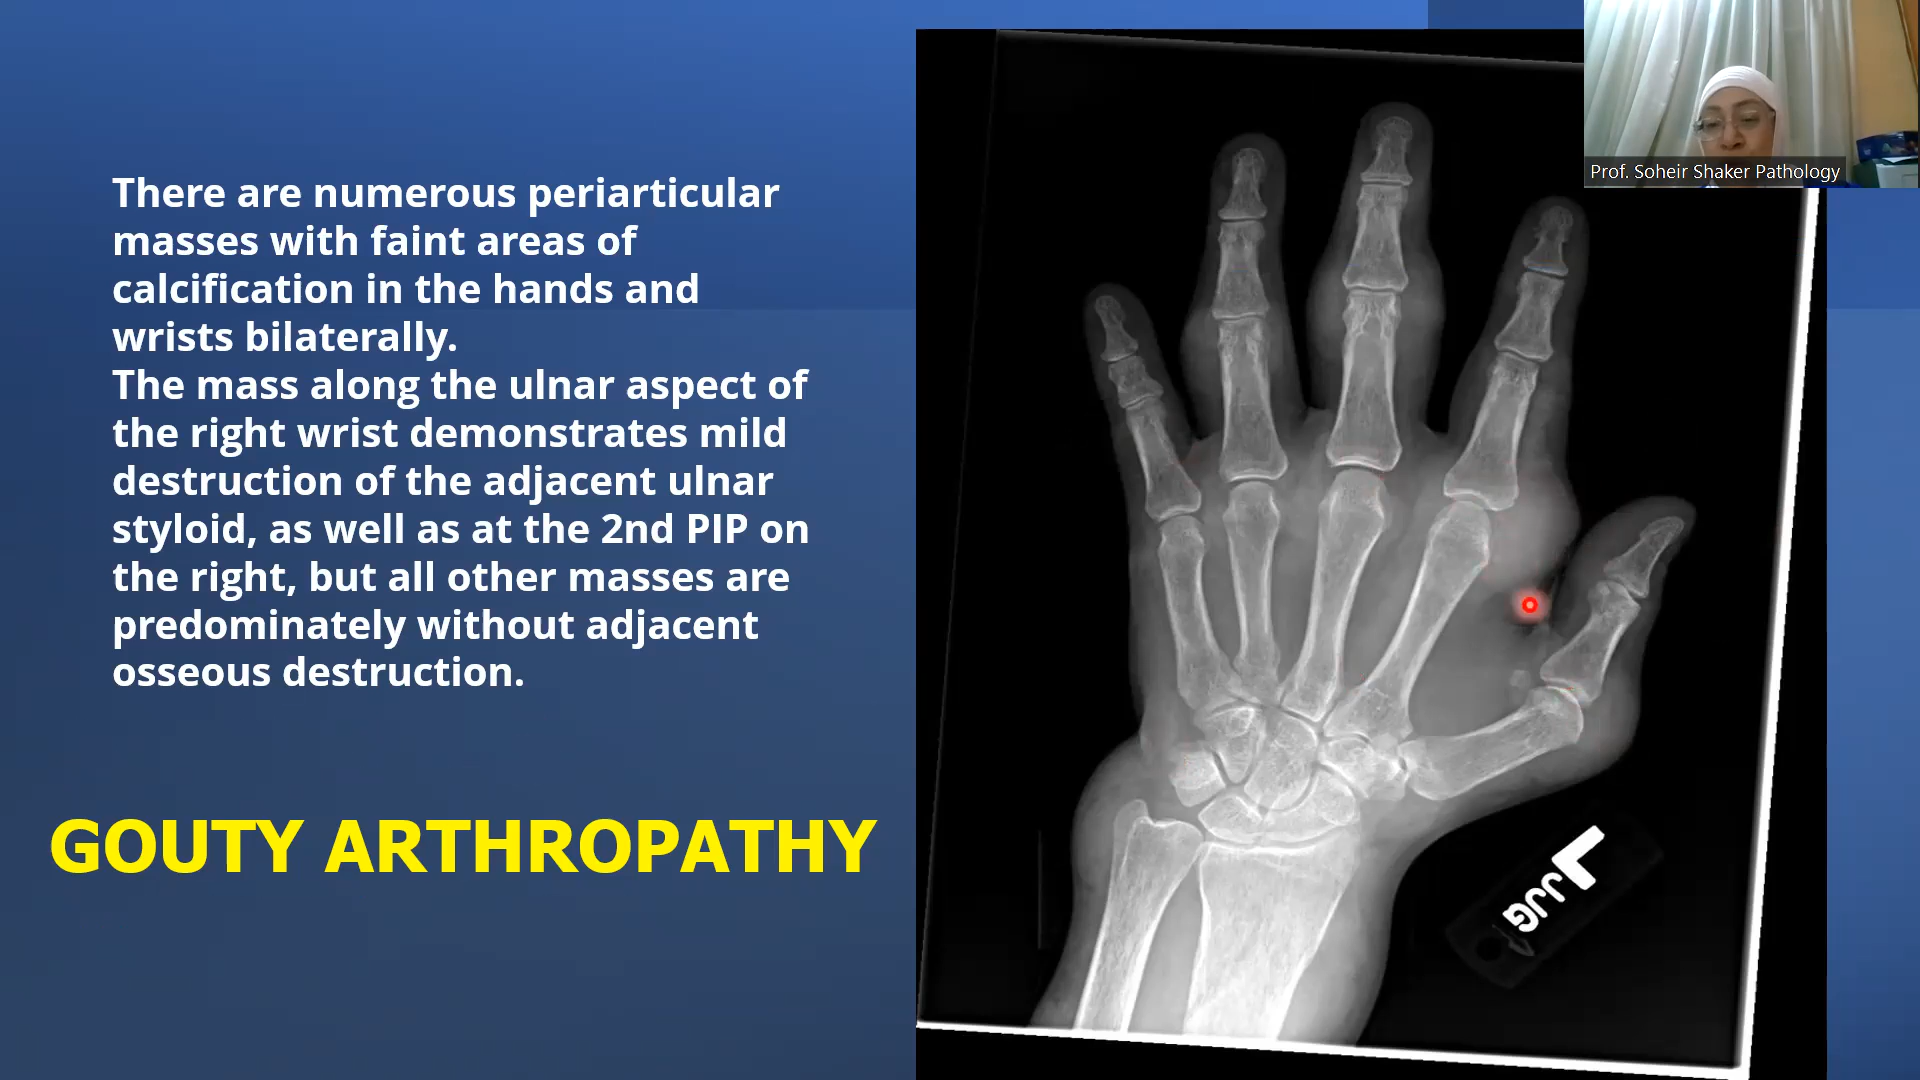 There are numerous periarticular
masses with faint areas of
calcification in the hands and
wrists bilaterally.
The mass along the ulnar aspect of
the right wrist demonstrates mild
destruction of the adjacent ulnar
styloid, as well as at the 2nd PIP on
the right, but all other masses are
predominately without adjacent
osseous destruction.
GOUTY ARTHROPATHY
Prof. Soheir Shaker Pathology
L
JJG